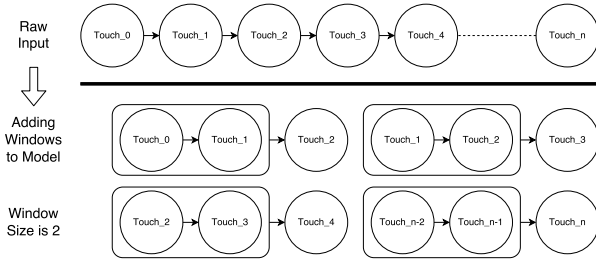 Raw
Input
Touch_0 Touch_1 Touch_2 Touch_3 Touch_4 Touch_n
Adding
Windows
to Model
Touch_0 Touch_1 Touch_2 Touch_1 Touch_2 Touch_3
Window
Size is 2
Touch_2 Touch_3 Touch_4 Touch_n-2 Touch_n-1 Touch_n